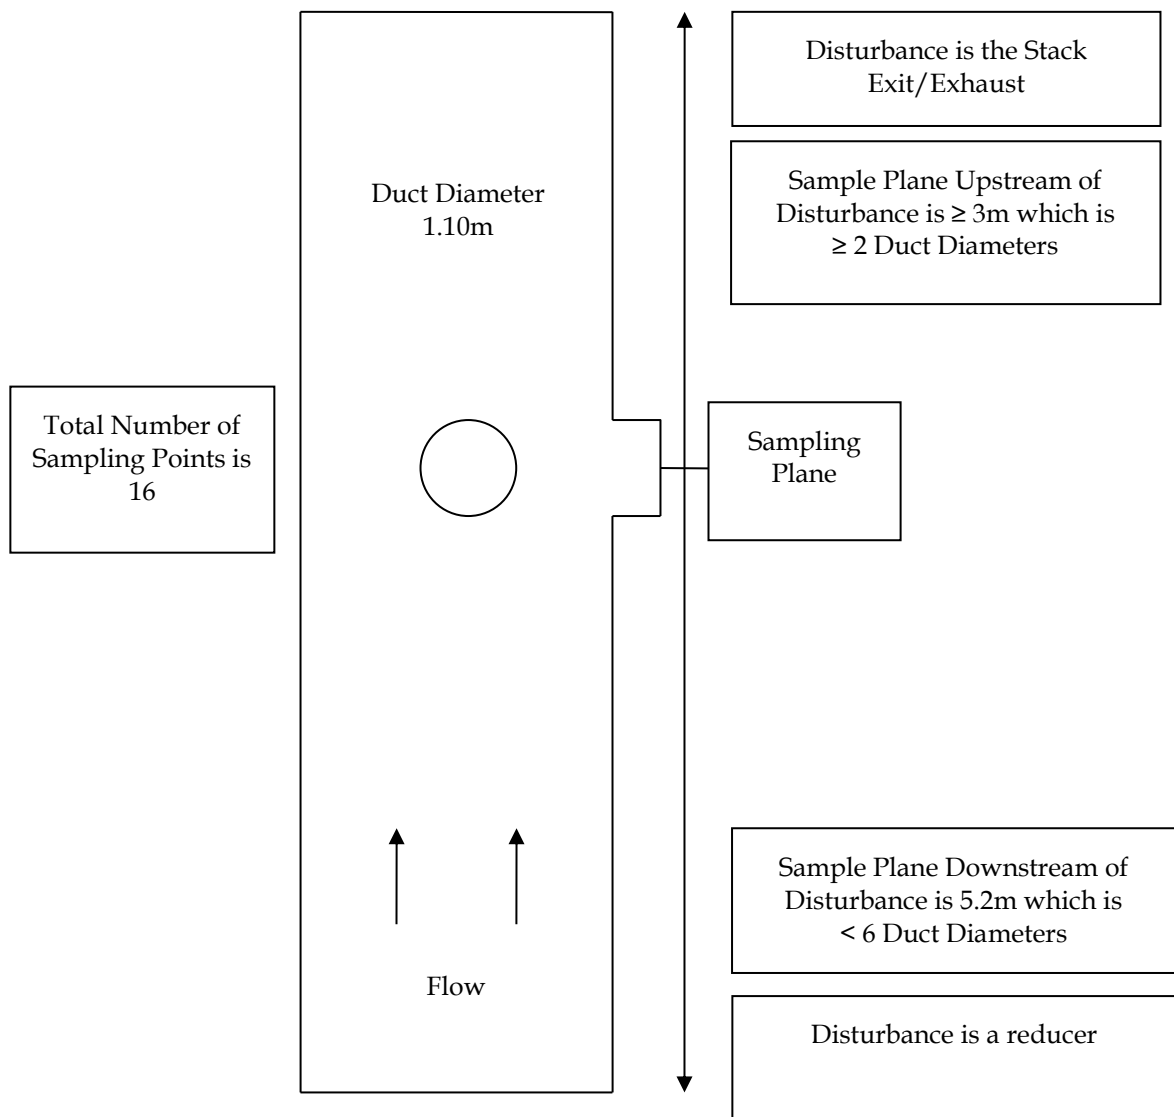 Disturbance is the Stack
Exit/Exhaust
Sample Plane Upstream of
Disturbance is ≥ 3m which is
≥ 2 Duct Diameters
Duct Diameter
1.10m
Total Number of
Sampling Points is
16
Sampling
Plane
Sample Plane Downstream of
Disturbance is 5.2m which is
< 6 Duct Diameters
Flow
Disturbance is a reducer